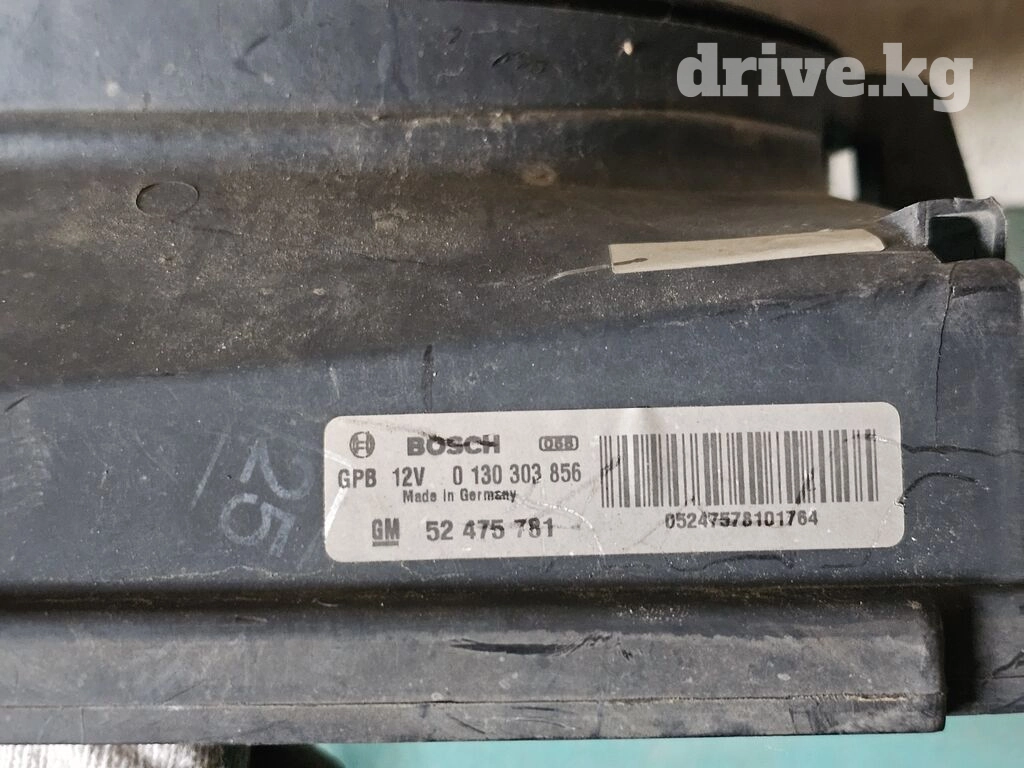 drive.kg
BOSCH
GPB 12V 0 130 303 856
Made in Germany
GM 52 475 781
05247578101764
25